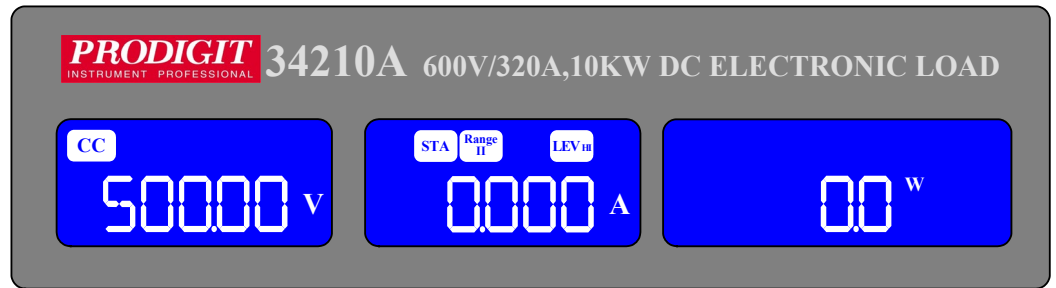 PRODIGIT
INSTRUMENT PROFESSIONAL
34210A 600V/320A,10KW DC ELECTRONIC LOAD
CC
500.00 V
STA Range II LEV HI
0.000 A
0.0 W